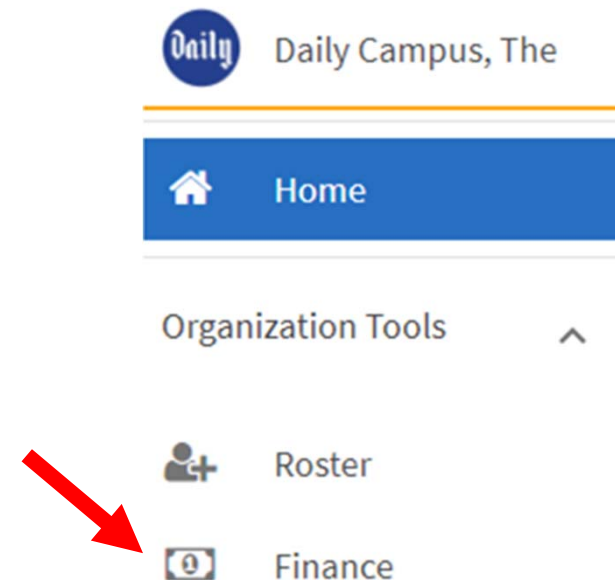 Daily
Daily Campus, The
Home
Organization Tools
Roster
Finance